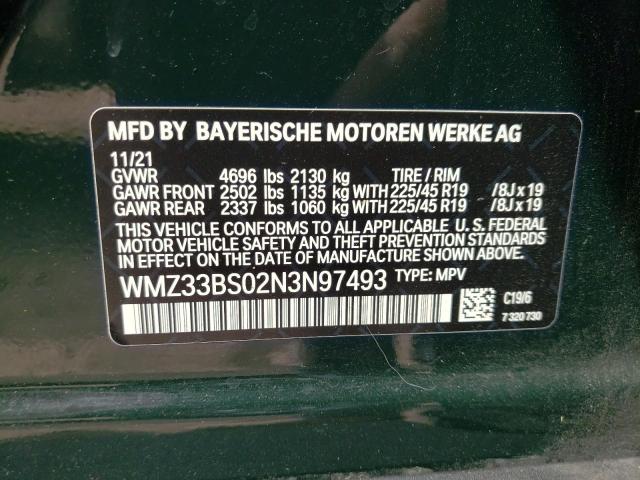 MFD BY BAYERISCHE MOTOREN WERKE AG
11/21
GVWR 4696 lbs 2130 kg TIRE / RIM
GAWR FRONT 2502 lbs 1135 kg WITH 225/45 R19 /8J x 19
GAWR REAR 2337 lbs 1060 kg WITH 225/45 R19 /8J x 19
THIS VEHICLE CONFORMS TO ALL APPLICABLE U. S. FEDERAL
MOTOR VEHICLE SAFETY AND THEFT PREVENTION STANDARDS
IN EFFECT ON THE DATE OF MANUFACTURE SHOWN ABOVE.
WMZ33BS02N3N97493 TYPE: MPV
C19/6
7 320 730